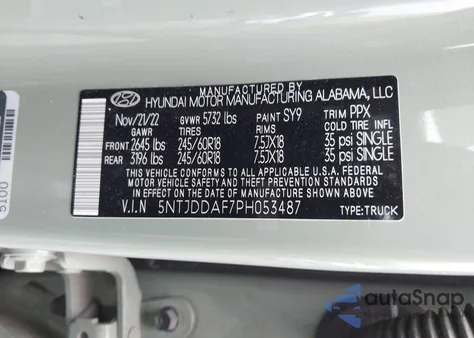 MANUFACTURED BY
HYUNDAI MOTOR MANUFACTURING ALABAMA, LLC
Nov/21/22 GVWR 5732 lbs PAINT SY9 TRIM PPX
GAWR TIRES RIMS COLD TIRE INFL
FRONT 2645 lbs 245/60R18 7.5JX18 35 psi SINGLE
REAR 3196 lbs 245/60R18 7.5JX18 35 psi SINGLE
THIS VEHICLE CONFORMS TO ALL APPLICABLE U.S.A. FEDERAL
MOTOR VEHICLE SAFETY STANDARDS IN EFFECT
ON THE DATE OF MANUFACTURE SHOWN ABOVE.
V.I.N 5NTJDDAF7PH053487 TYPE:TRUCK
autoSnap